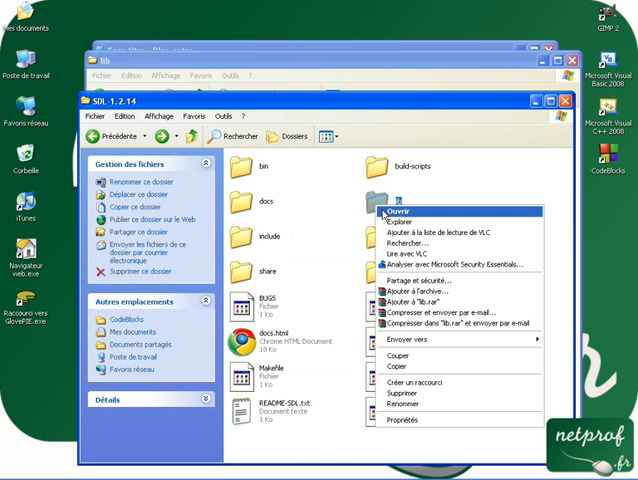 Mes documents
Poste de travail
Favoris réseau
Corbeille
iTunes
Navigateur
web
Raccourci vers
GlovePIE.exe
GIMP 2
Microsoft Visual
Basic 2008
Microsoft Visual
C++ 2008
CodeBlocks
lib
Fichier Edition Affichage Favoris Outils ?
SDL-1.2.14
Fichier Edition Affichage Favoris Outils ?
Précédente Rechercher Dossiers
Gestion des fichiers
Renommer ce dossier
Déplacer ce dossier
Copier ce dossier
Publier ce dossier sur le Web
Partager ce dossier
Envoyer les fichiers de ce
dossier par courrier
électronique
Supprimer ce dossier
Autres emplacements
CodeBlocks
Mes documents
Documents partagés
Poste de travail
Favoris réseau
Détails
bin
build-scripts
docs
lib
include
share
BUGS
Fichier
1 Ko
docs.html
Chrome HTML Document
18 Ko
Makefile
Fichier
1 Ko
README-SDL.txt
Document texte
1 Ko
Ouvrir
Explorer
Ajouter à la liste de lecture de VLC
Rechercher...
Lire avec VLC
Analyser avec Microsoft Security Essentials...
Partage et sécurité...
Ajouter à l'archive...
Ajouter à "lib.rar"
Compresser et envoyer par e-mail...
Compresser dans "lib.rar" et envoyer par e-mail
Envoyer vers
Couper
Copier
Créer un raccourci
Supprimer
Renommer
Propriétés
netprof
.fr